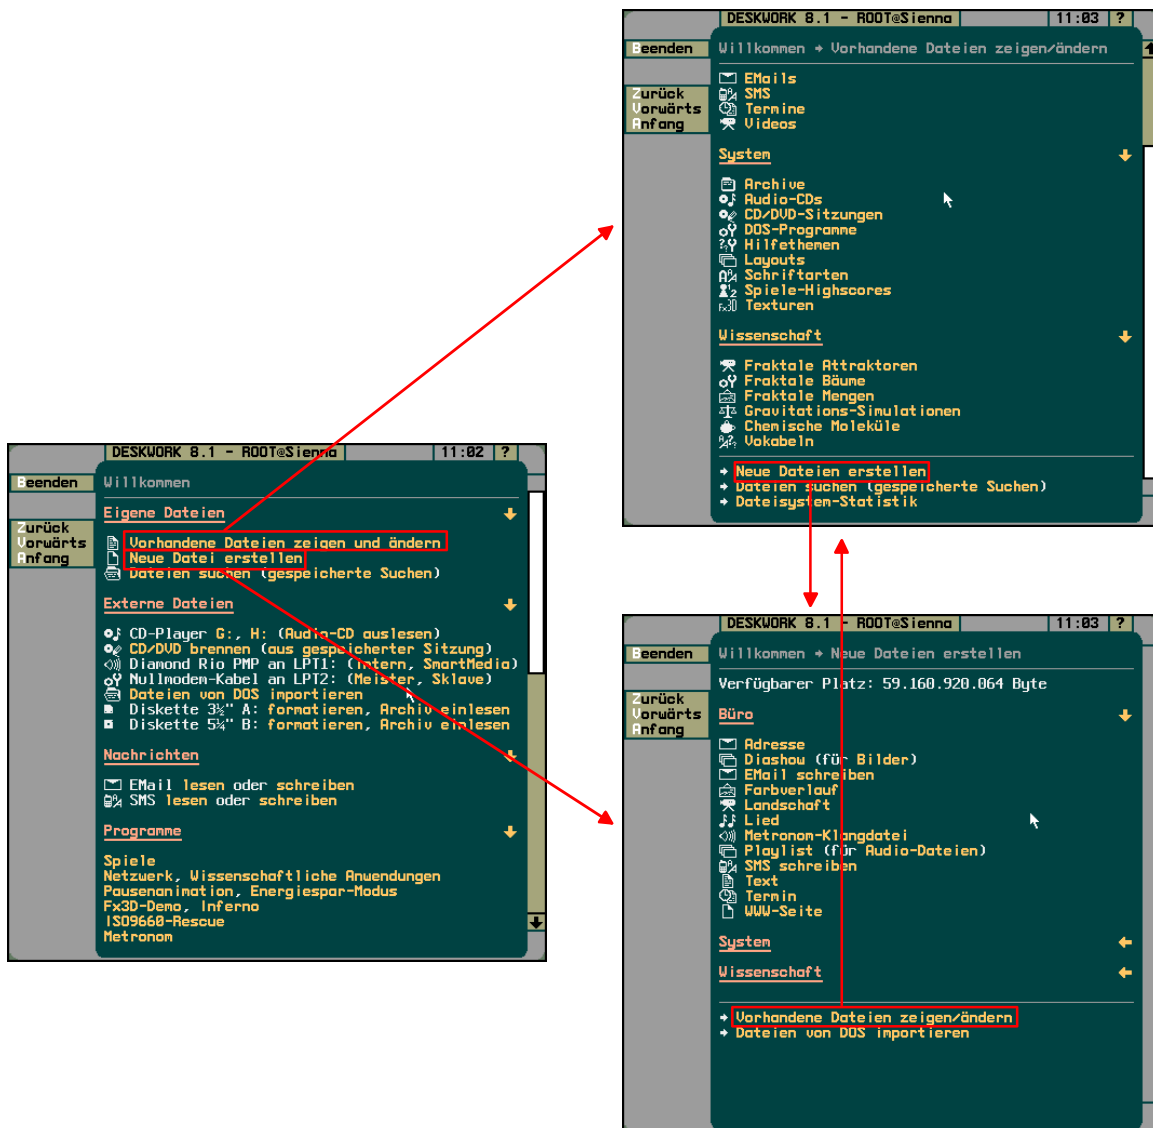 DESKWORK 8.1 - ROOT@Sienna 11:03 ?
Beenden
Willkommen → Vorhandene Dateien zeigen/ändern
EMails
SMS
Termine
Videos
Zurück
Vorwärts
Anfang
System
Archive
Audio-CDs
CD/DVD-Sitzungen
DOS-Programme
Hilfethemen
Layouts
Schriftarten
Spiele-Highscores
Texturen
Wissenschaft
Fraktale Attraktoren
Fraktale Bäume
Fraktale Mengen
Gravitations-Simulationen
Chemische Moleküle
Vokabeln
→ Neue Dateien erstellen
→ Dateien suchen (gespeicherte Suchen)
→ Dateisystem-Statistik
DESKWORK 8.1 - ROOT@Sienna 11:02 ?
Beenden
Willkommen
Zurück
Vorwärts
Anfang
Eigene Dateien
Vorhandene Dateien zeigen und ändern
Neue Datei erstellen
Dateien suchen (gespeicherte Suchen)
Externe Dateien
CD-Player G:, H: (Audio-CD auslesen)
CD/DVD brennen (aus gespeicherter Sitzung)
Diamond Rio PMP an LPT1: (Intern, SmartMedia)
Nullmodem-Kabel an LPT2: (Meister, Sklave)
Dateien von DOS importieren
Diskette 3½" A: formatieren, Archiv einlesen
Diskette 5¼" B: formatieren, Archiv einlesen
Nachrichten
EMail lesen oder schreiben
SMS lesen oder schreiben
Programme
Spiele
Netzwerk, Wissenschaftliche Anwendungen
Pausenanimation, Energiespar-Modus
Fx3D-Demo, Inferno
ISO9660-Rescue
Metronom
DESKWORK 8.1 - ROOT@Sienna 11:03 ?
Beenden
Willkommen → Neue Dateien erstellen
Verfügbarer Platz: 59.160.920.064 Byte
Zurück
Vorwärts
Anfang
Büro
Adresse
Diashow (für Bilder)
EMail schreiben
Farbverlauf
Landschaft
Lied
Metronom-Klangdatei
Playlist (für Audio-Dateien)
SMS schreiben
Text
Termin
WWW-Seite
System
Wissenschaft
→ Vorhandene Dateien zeigen/ändern
→ Dateien von DOS importieren